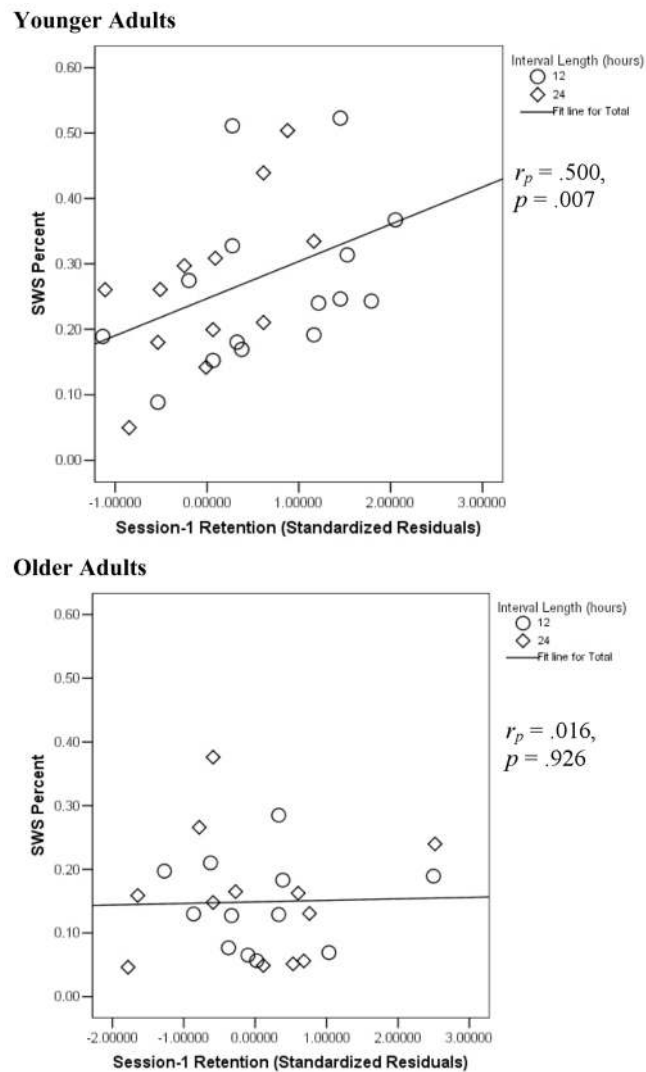 Younger Adults
0.60
0.50
0.40
0.30
0.20
0.10
0.00
SWS Percent
-1.00000 0.00000 1.00000 2.00000 3.00000
Session-1 Retention (Standardized Residuals)
Interval Length (hours)
12
24
Fit line for Total
rp = .500,
p = .007
Older Adults
0.60
0.50
0.40
0.30
0.20
0.10
0.00
SWS Percent
-2.00000 -1.00000 0.00000 1.00000 2.00000 3.00000
Session-1 Retention (Standardized Residuals)
Interval Length (hours)
12
24
Fit line for Total
rp = .016,
p = .926